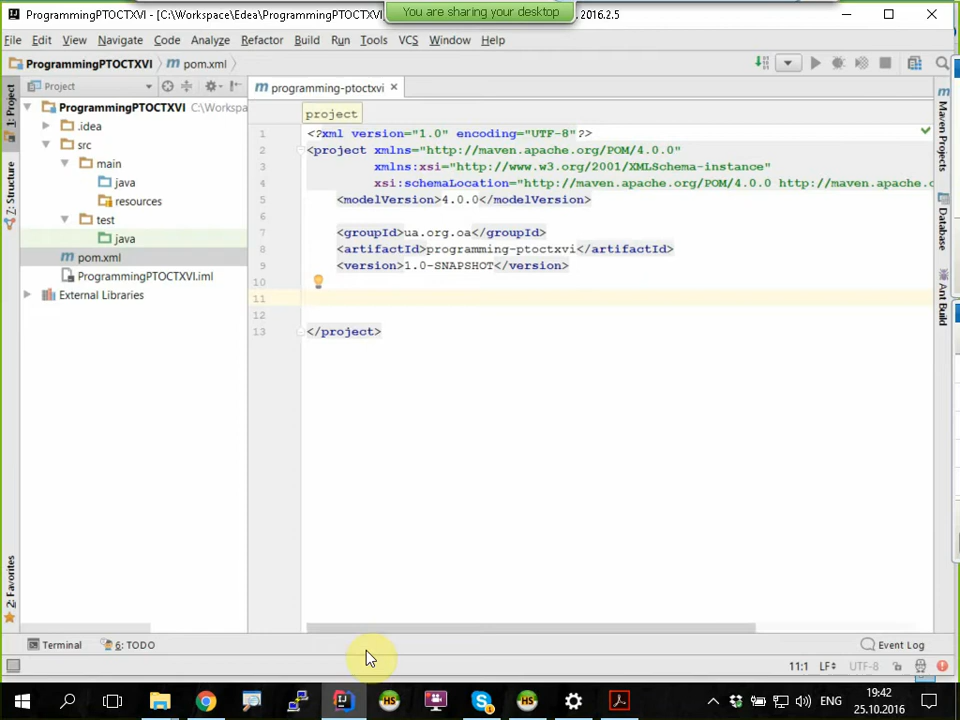 You are sharing your desktop
ProgrammingPTOCTXVI - [C:\Workspace\Edea\ProgrammingPTOCTXVI
2016.2.5
File Edit View Navigate Code Analyze Refactor Build Run Tools VCS Window Help
ProgrammingPTOCTXVI pom.xml
Project
programming-ptoctxvi
1: Project
Z: Structure
2: Favorites
ProgrammingPTOCTXVI C:\Workspa
.idea
src
main
java
resources
test
java
pom.xml
ProgrammingPTOCTXVI.iml
External Libraries
project
1 <?xml version="1.0" encoding="UTF-8"?>
2 <project xmlns="http://maven.apache.org/POM/4.0.0"
3 xmlns:xsi="http://www.w3.org/2001/XMLSchema-instance"
4 xsi:schemaLocation="http://maven.apache.org/POM/4.0.0 http://maven.apache.o
5 <modelVersion>4.0.0</modelVersion>
6
7 <groupId>ua.org.oa</groupId>
8 <artifactId>programming-ptoctxvi</artifactId>
9 <version>1.0-SNAPSHOT</version>
10
11
12
13 </project>
Maven Projects
Database
Ant Build
Terminal 6: TODO Event Log
11:1 LF UTF-8
HS HS
ENG
19:42
25.10.2016